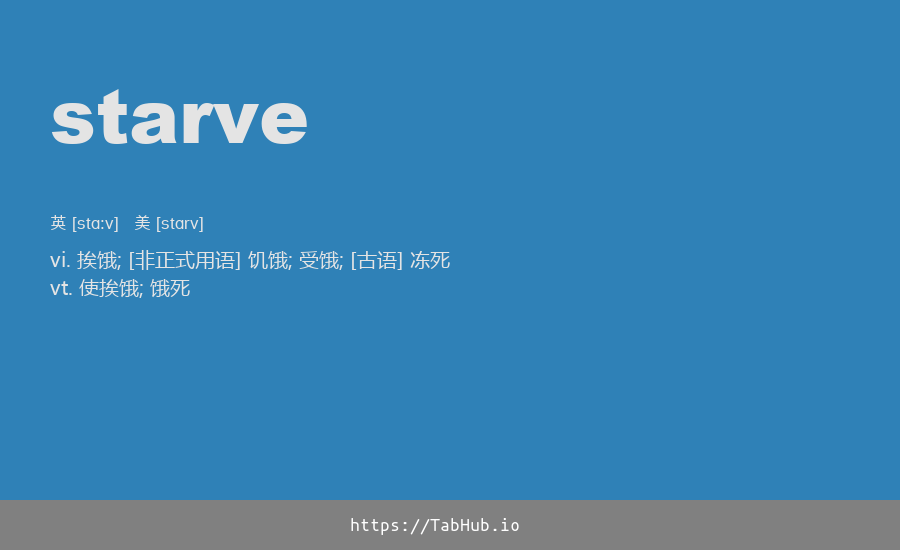 starve
英 [stɑːv]   美 [stɑrv]
vi. 挨饿; [非正式用语] 饥饿; 受饿; [古语] 冻死
vt. 使挨饿; 饿死
https://TabHub.io